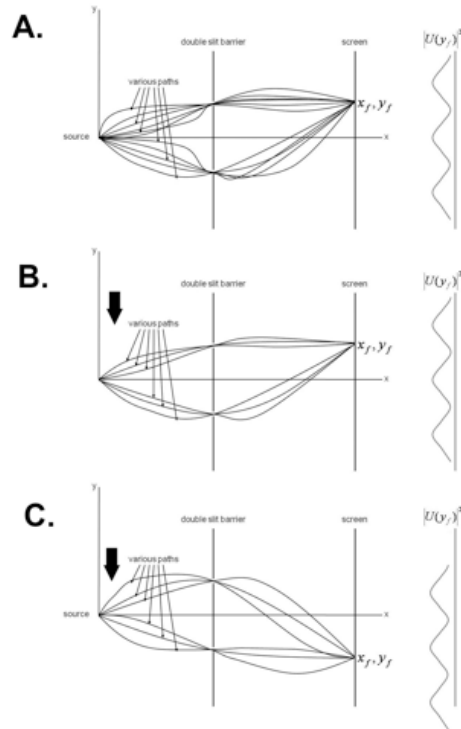 A.
y
double slit barrier
screen
|U(y_f)|²
various paths
x_f, y_f
source
x
B.
y
double slit barrier
screen
|U(y_f)|²
various paths
x_f, y_f
x
C.
y
double slit barrier
screen
|U(y_f)|²
various paths
source
x
x_f, y_f